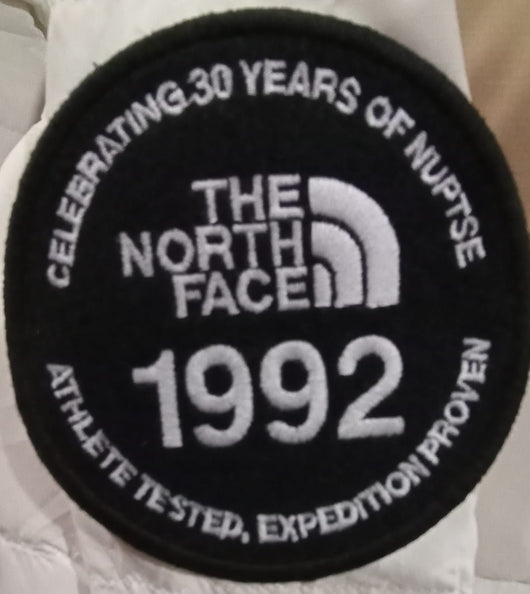 CELEBRATING 30 YEARS OF NUPTSE
THE
NORTH
FACE
1992
ATHLETE TESTED, EXPEDITION PROVEN